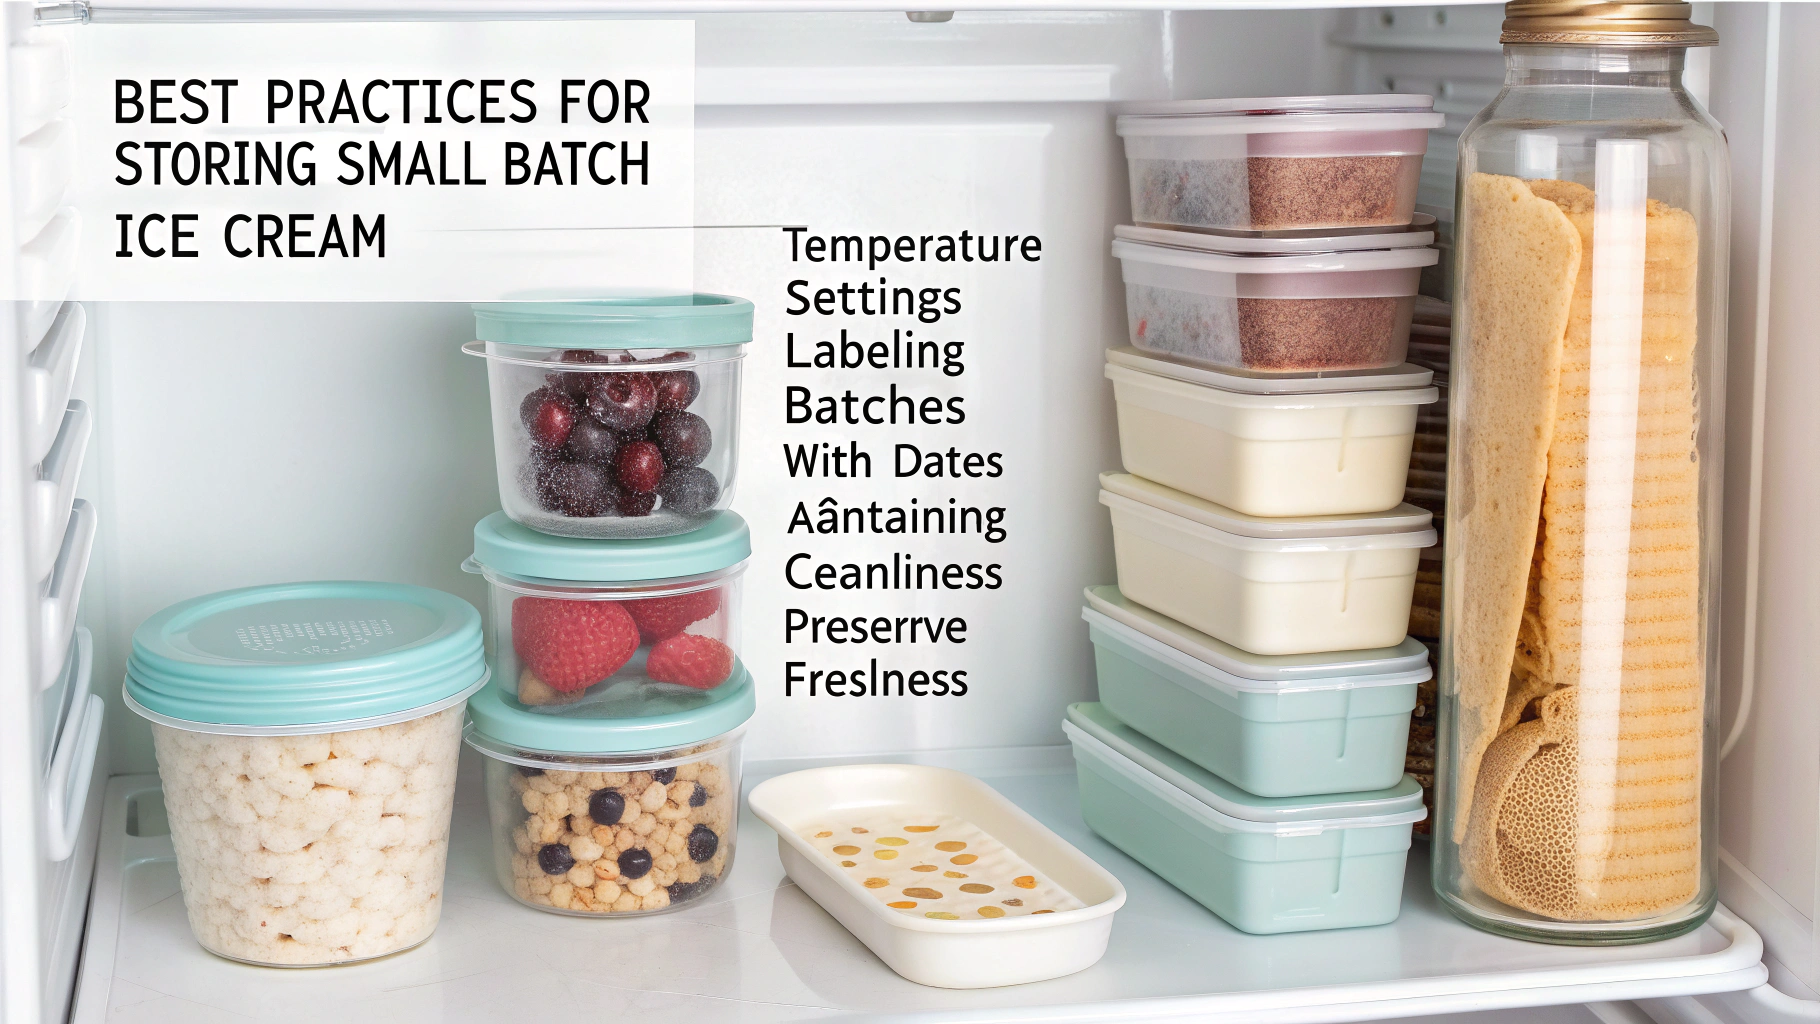 BEST PRACTICES FOR
STORING SMALL BATCH
ICE CREAM
Temperature
Settings
Labeling
Batches
With Dates
Aântaining
Ceanliness
Preserrve
Freslness